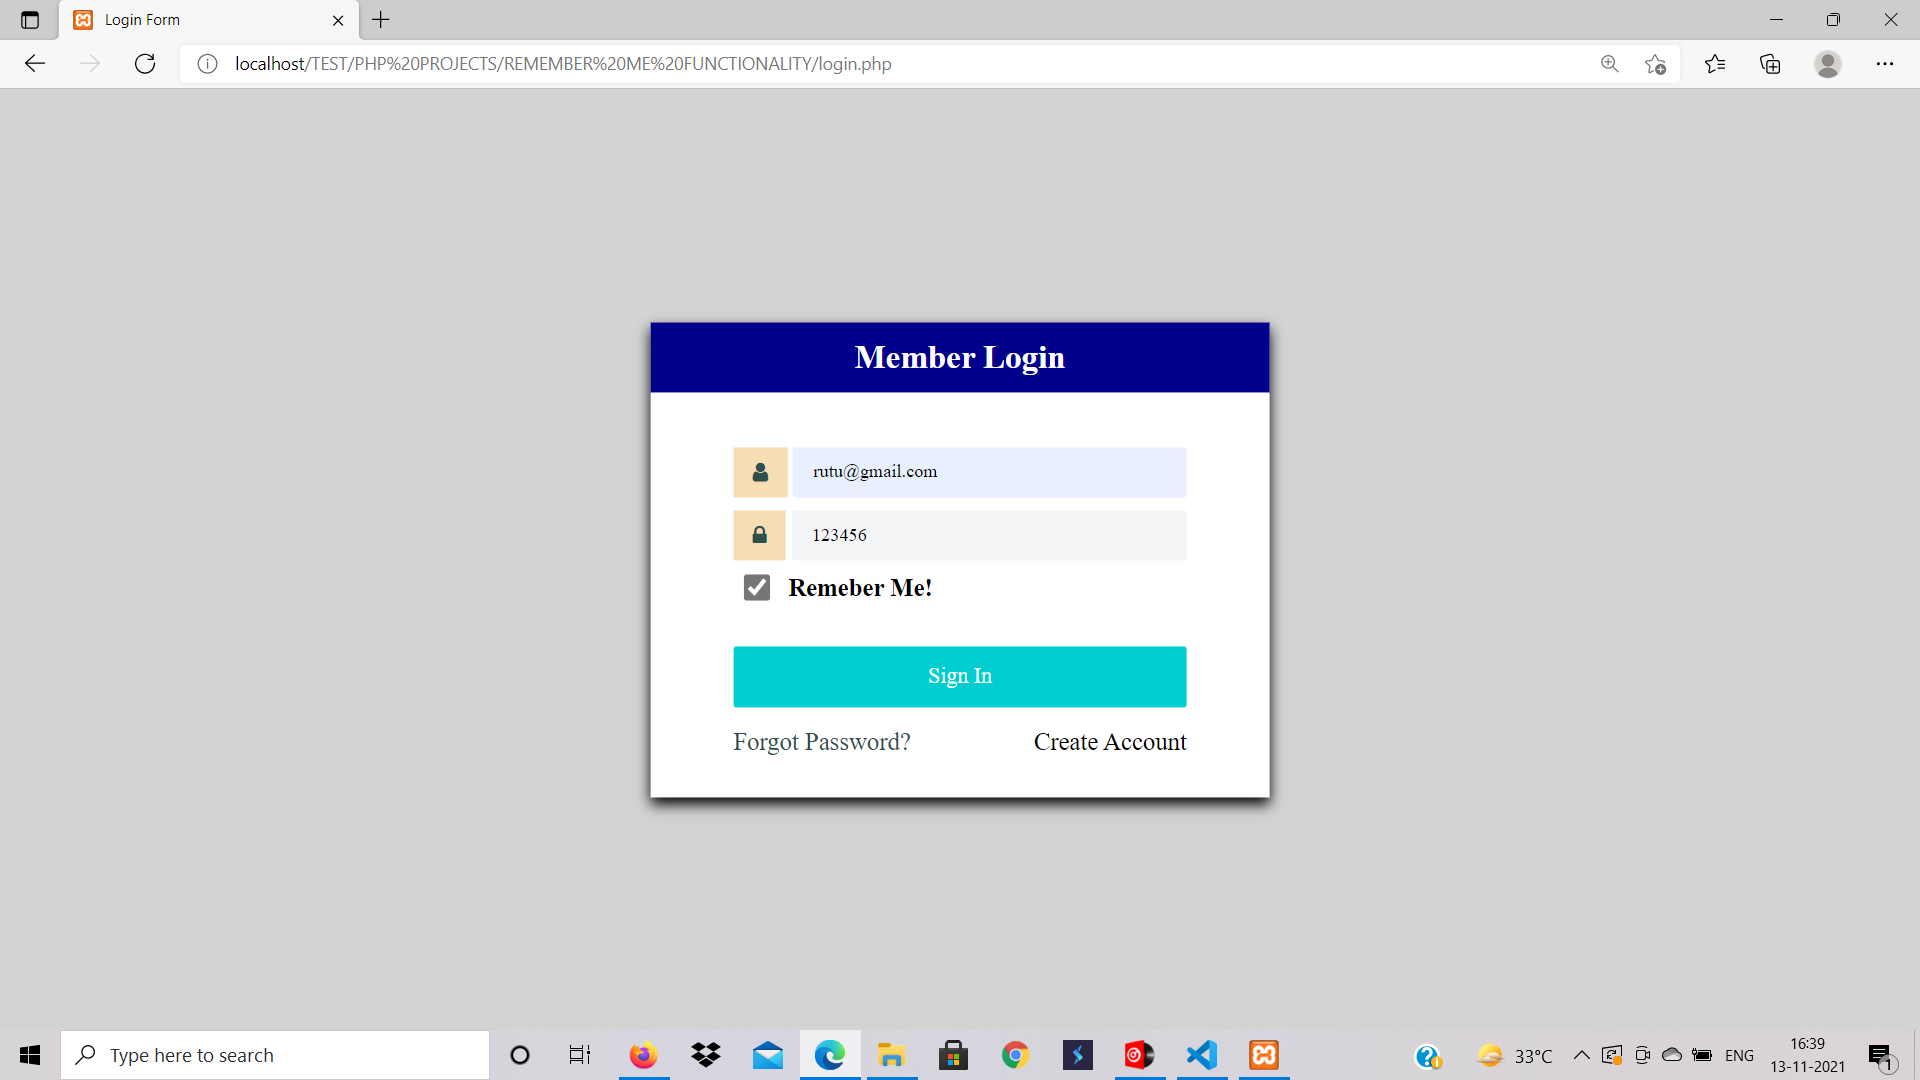 Login Form
localhost/TEST/PHP%20PROJECTS/REMEMBER%20ME%20FUNCTIONALITY/login.php
Member Login
rutu@gmail.com
123456
Remeber Me!
Sign In
Forgot Password? Create Account
Type here to search
33°C
ENG
16:39
13-11-2021
1